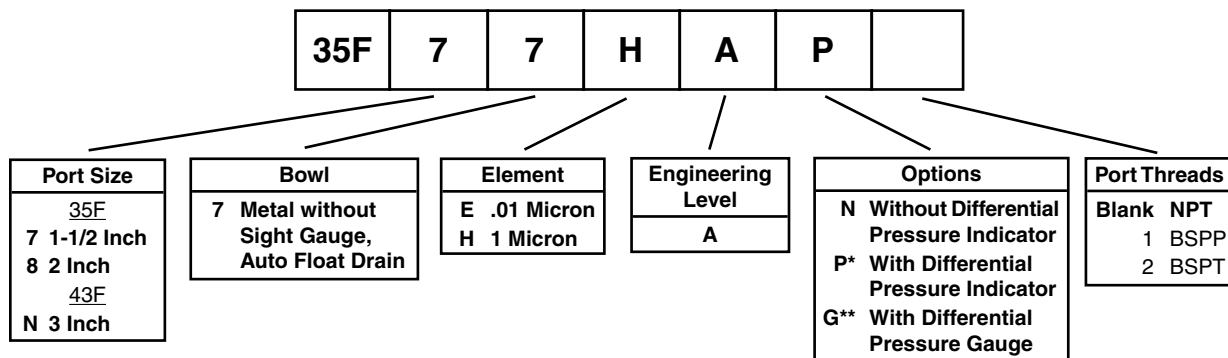 35F 7 7 H A P
Port Size
35F
7 1-1/2 Inch
8 2 Inch
43F
N 3 Inch
Bowl
7 Metal without
Sight Gauge,
Auto Float Drain
Element
E .01 Micron
H 1 Micron
Engineering
Level
A
Options
N Without Differential
Pressure Indicator
P* With Differential
Pressure Indicator
G** With Differential
Pressure Gauge
Port Threads
Blank NPT
1 BSPP
2 BSPT